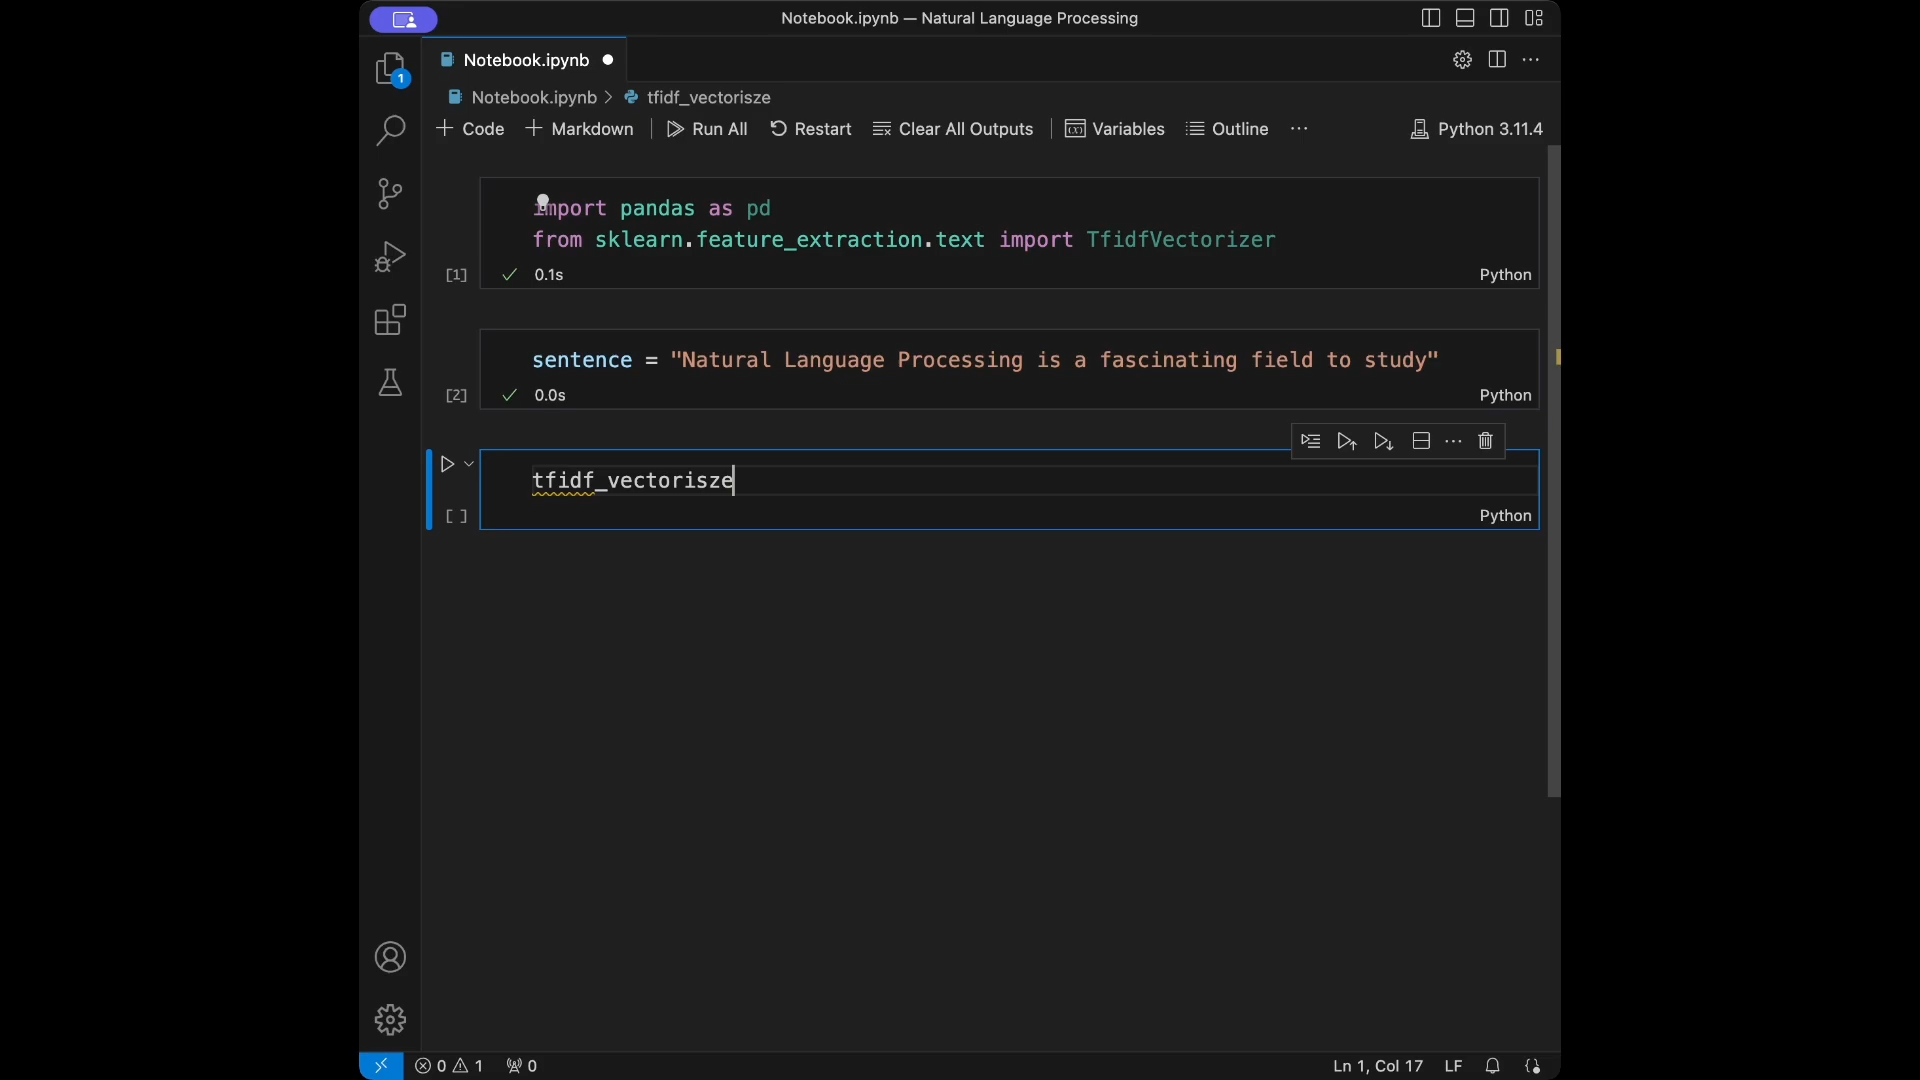 Notebook.ipynb — Natural Language Processing
Notebook.ipynb
1
Notebook.ipynb > tfidf_vectorisze
Code Markdown Run All Restart Clear All Outputs Variables Outline ... Python 3.11.4
import pandas as pd
from sklearn.feature_extraction.text import TfidfVectorizer
[1] 0.1s Python
sentence = "Natural Language Processing is a fascinating field to study"
[2] 0.0s Python
tfidf_vectorisze
[ ] Python
0 1 0 Ln 1, Col 17 LF